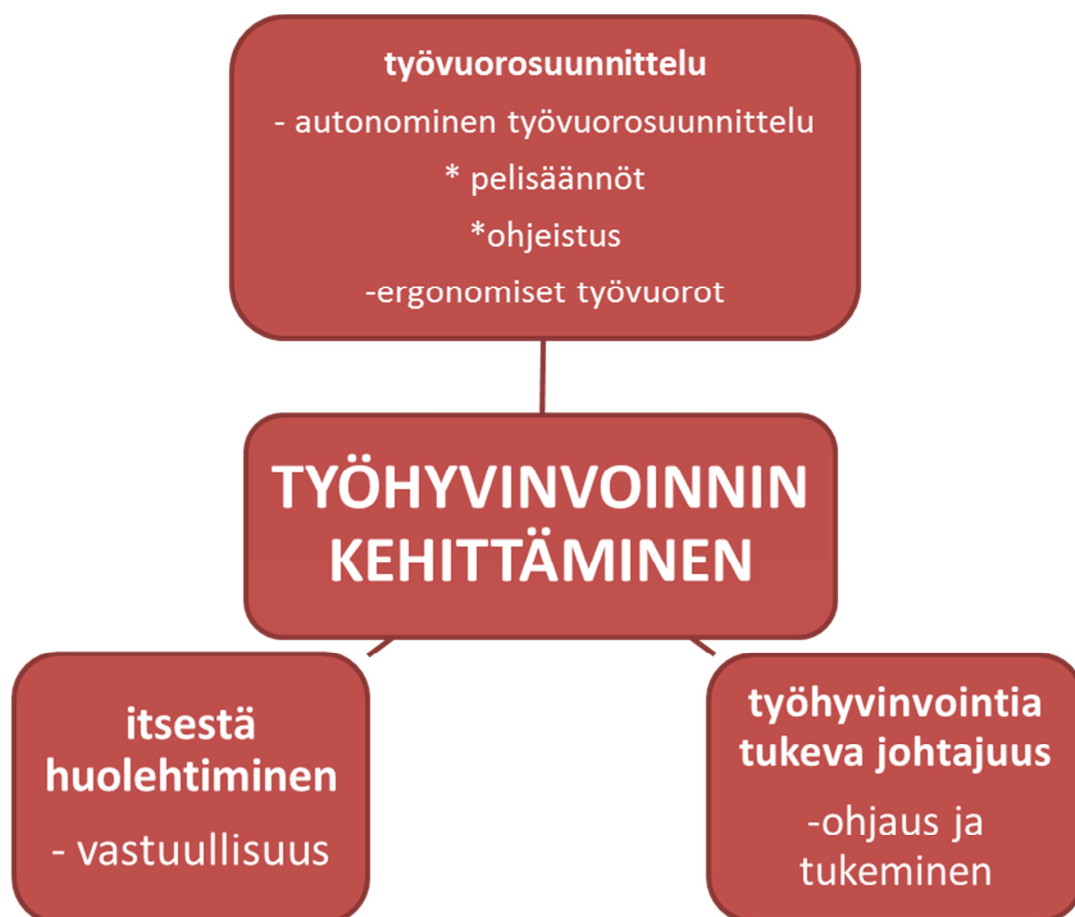 työvuorosuunnittelu
- autonominen työvuorosuunnittelu
* pelisäännöt
*ohjeistus
-ergonomiset työvuorot
TYÖHYVINVOINNIN
KEHITTÄMINEN
itsestä
huolehtiminen
- vastuullisuus
työhyvinvointia
tukeva johtajuus
-ohjaus ja
tukeminen